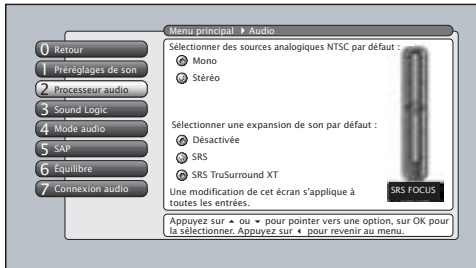 Menu principal ▶ Audio
0 Retour
1 Préréglages de son
2 Processeur audio
3 Sound Logic
4 Mode audio
5 SAP
6 Équilibre
7 Connexion audio
Sélectionner des sources analogiques NTSC par défaut :
Mono
Stéréo
Sélectionner une expansion de son par défaut :
Désactivée
SRS
SRS TruSurround XT
Une modification de cet écran s'applique à
toutes les entrées.
SRS FOCUS
Appuyez sur ▲ ou ▼ pour pointer vers une option, sur OK pour
la sélectionner. Appuyez sur ◀ pour revenir au menu.